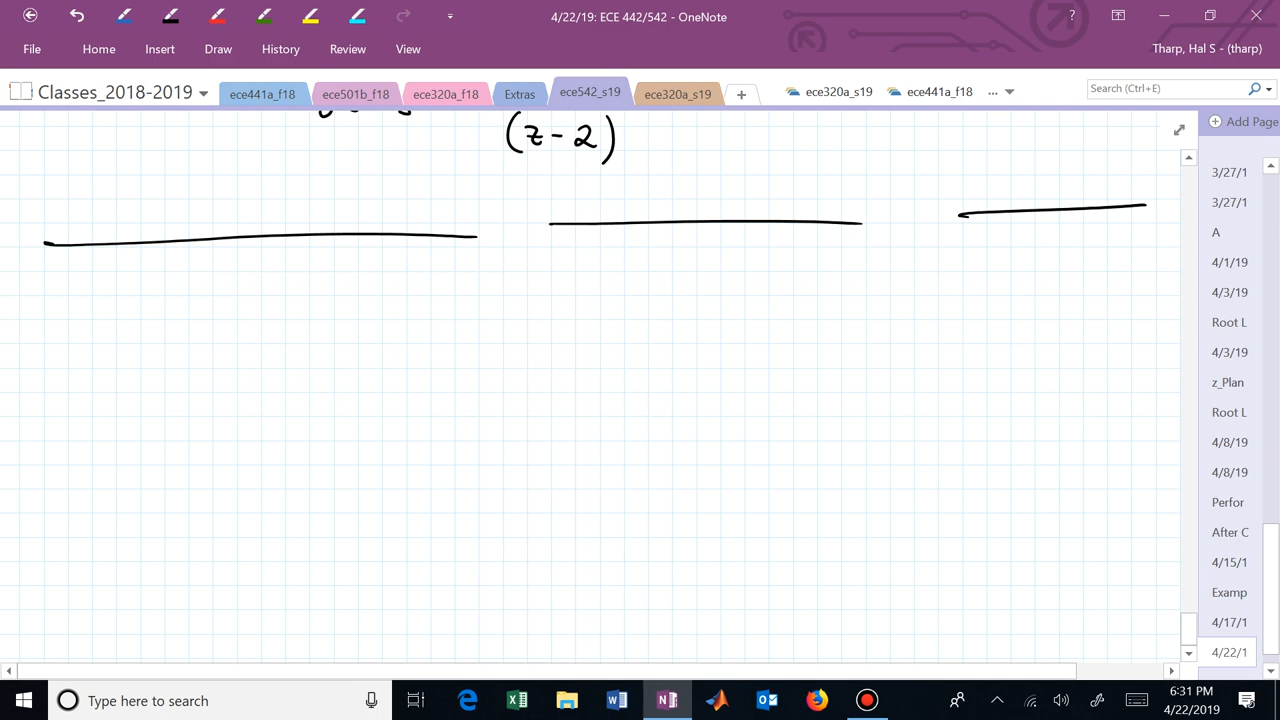 4/22/19: ECE 442/542 - OneNote
?
File
Home
Insert
Draw
History
Review
View
Tharp, Hal S - (tharp)
Classes_2018-2019
ece441a_f18
ece501b_f18
ece320a_f18
Extras
ece542_s19
ece320a_s19
+
ece320a_s19
ece441a_f18
...
Search (Ctrl+E)
(z - 2)
Add Page
3/27/1
3/27/1
A
4/1/19
4/3/19
Root L
4/3/19
z_Plan
Root L
4/8/19
4/8/19
Perfor
After C
4/15/1
Examp
4/17/1
4/22/1
Type here to search
6:31 PM
4/22/2019